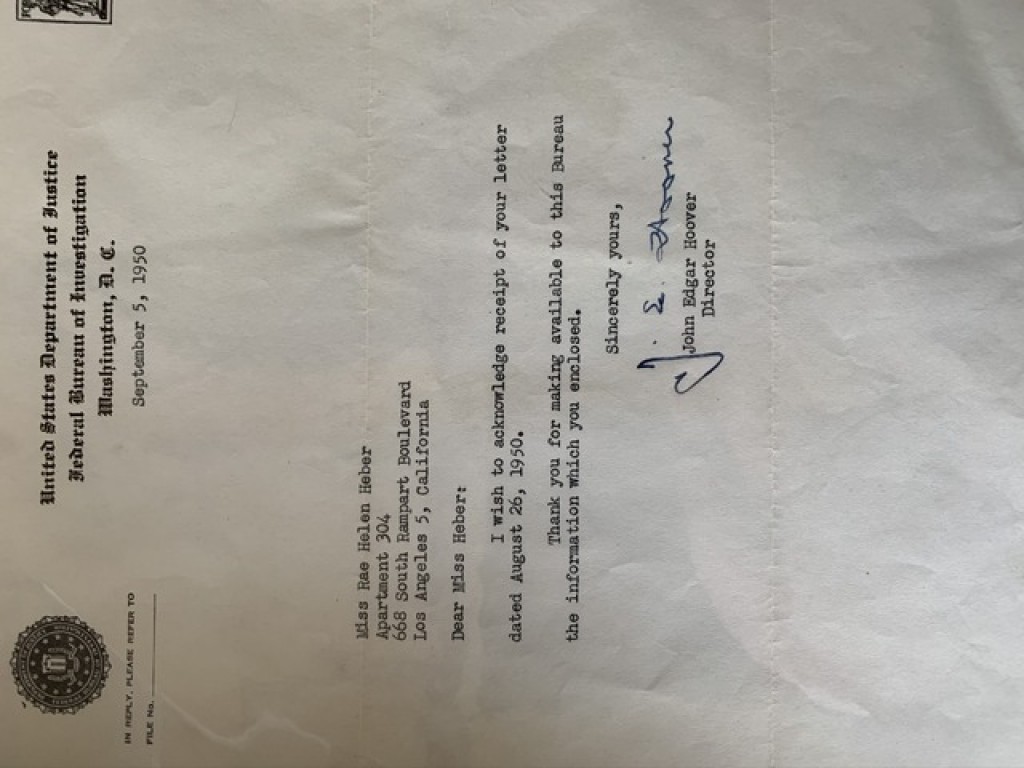 United States Department of Justice
Federal Bureau of Investigation
Washington, D. C.
IN REPLY, PLEASE REFER TO
FILE NO.
September 5, 1950
Miss Rae Helen Heber
Apartment 304
668 South Rampart Boulevard
Los Angeles 5, California
Dear Miss Heber:
I wish to acknowledge receipt of your letter
dated August 26, 1950.
Thank you for making available to this Bureau
the information which you enclosed.
Sincerely yours,
J. E. Hoover
John Edgar Hoover
Director